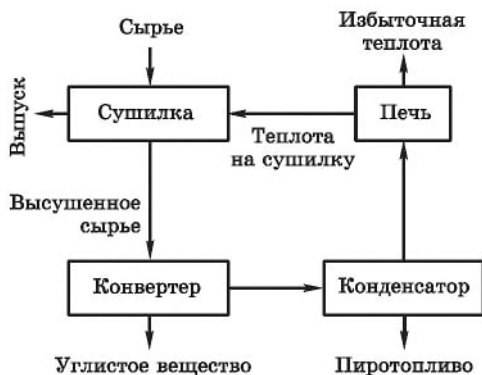 Сырье
Избыточная
теплота
Выпуск
Сушилка
Печь
Теплота
на сушилку
Высушенное
сырье
Конвертер
Конденсатор
Углистое вещество
Пиротопливо